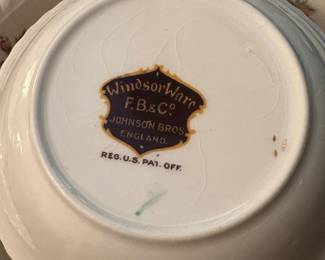 WindsorWare
F.B.&Co
JOHNSON BROS.
ENGLAND.
REG. U.S. PAT. OFF.